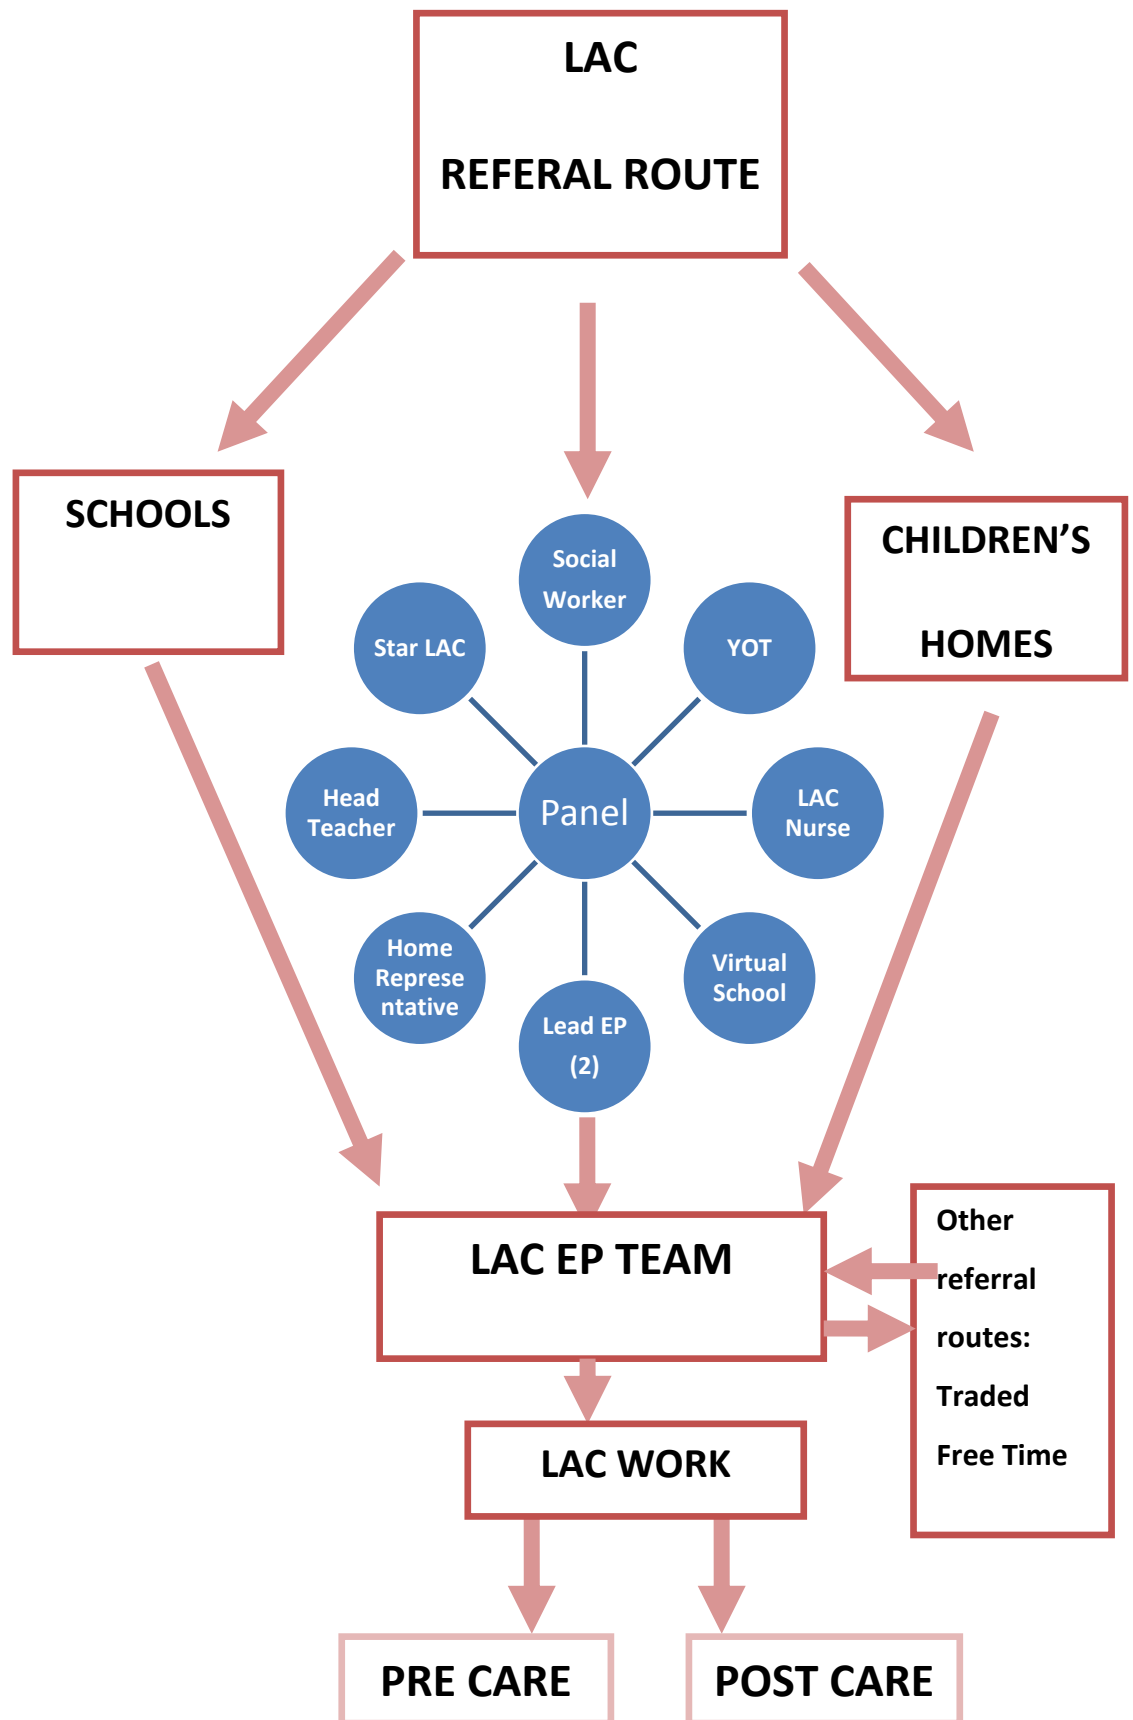 LAC
REFERAL ROUTE
SCHOOLS
CHILDREN’S
HOMES
Social
Worker
YOT
LAC
Nurse
Virtual
School
Lead EP
(2)
Home
Represe
ntative
Head
Teacher
Star LAC
Panel
LAC EP TEAM
Other
referral
routes:
Traded
Free Time
LAC WORK
PRE CARE
POST CARE